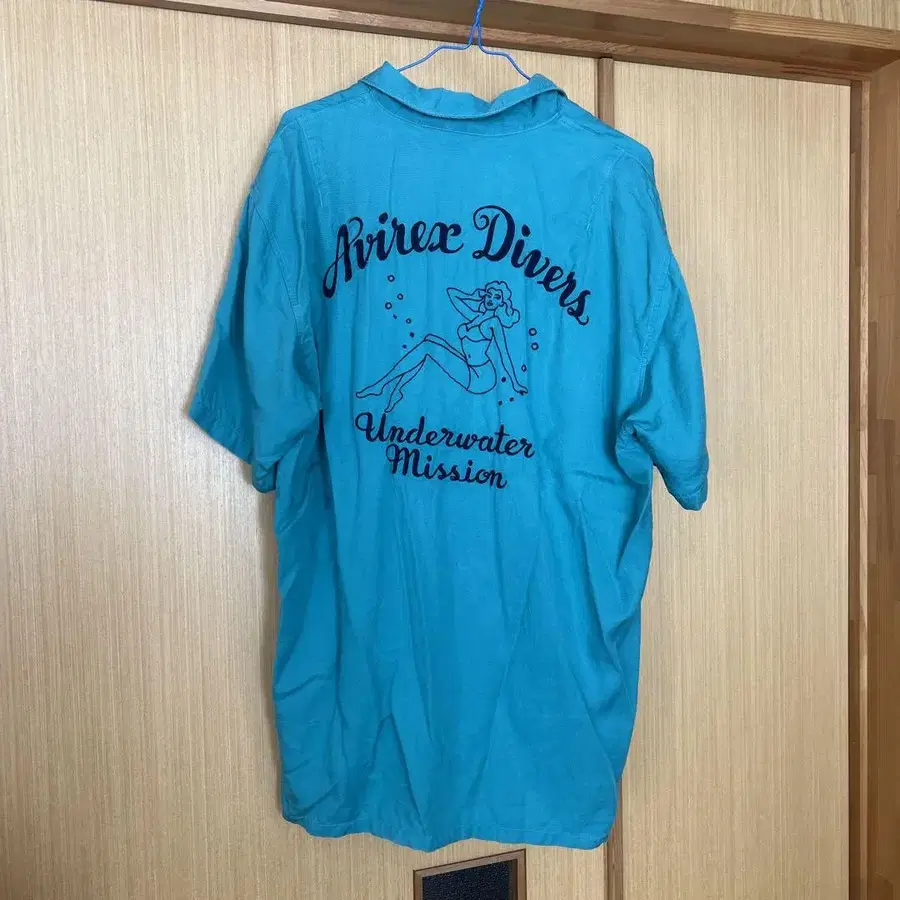 Avirex Divers
Underwater
Mission